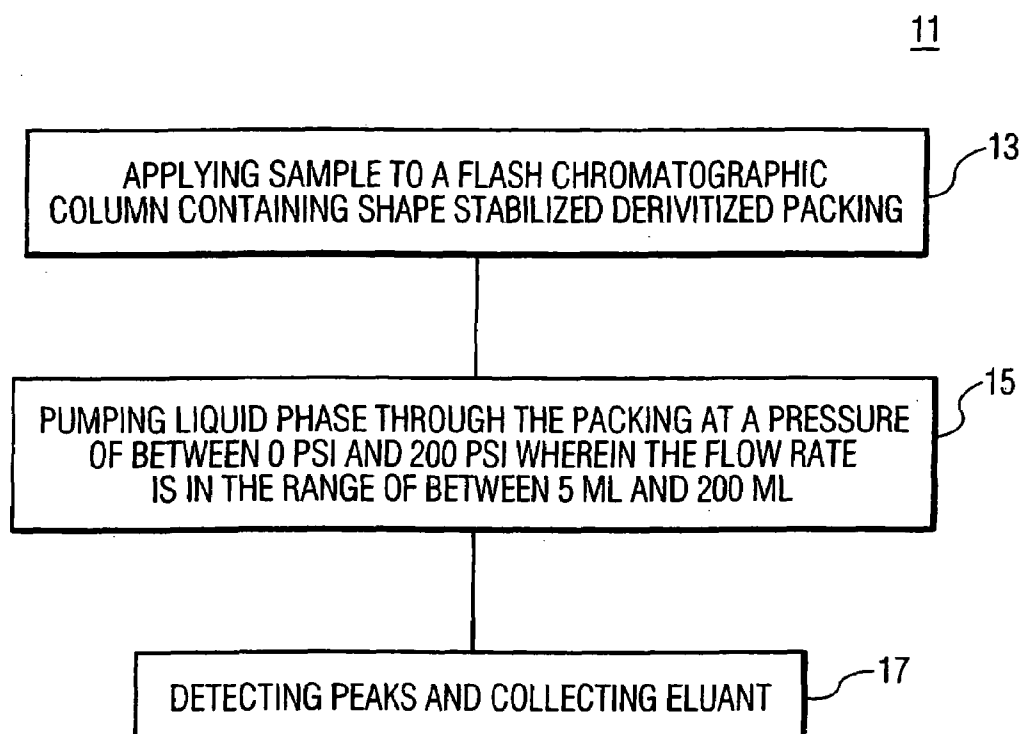 11
APPLYING SAMPLE TO A FLASH CHROMATOGRAPHIC
COLUMN CONTAINING SHAPE STABILIZED DERIVITIZED PACKING
13
PUMPING LIQUID PHASE THROUGH THE PACKING AT A PRESSURE
OF BETWEEN 0 PSI AND 200 PSI WHEREIN THE FLOW RATE
IS IN THE RANGE OF BETWEEN 5 ML AND 200 ML
15
DETECTING PEAKS AND COLLECTING ELUANT
17